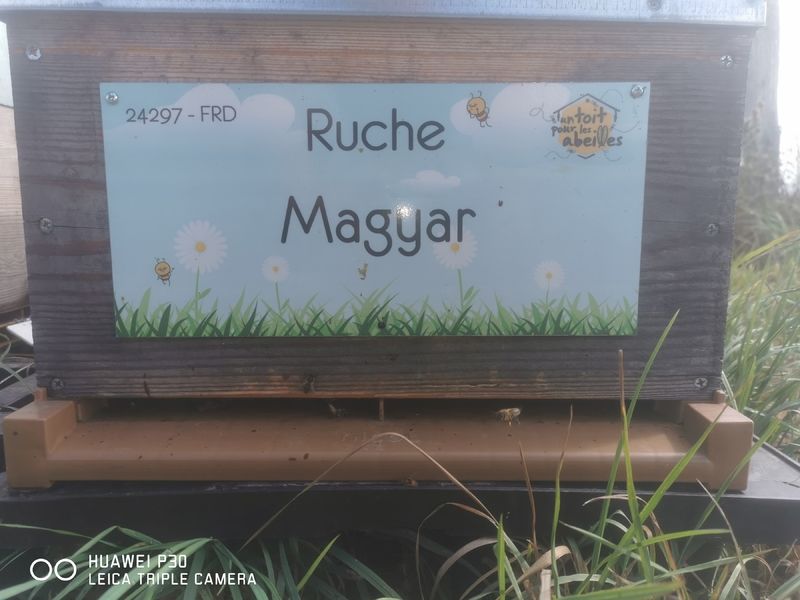 24297 - FRD
Ruche
Magyar
un toit
pour les
abeilles
HUAWEI P30
LEICA TRIPLE CAMERA